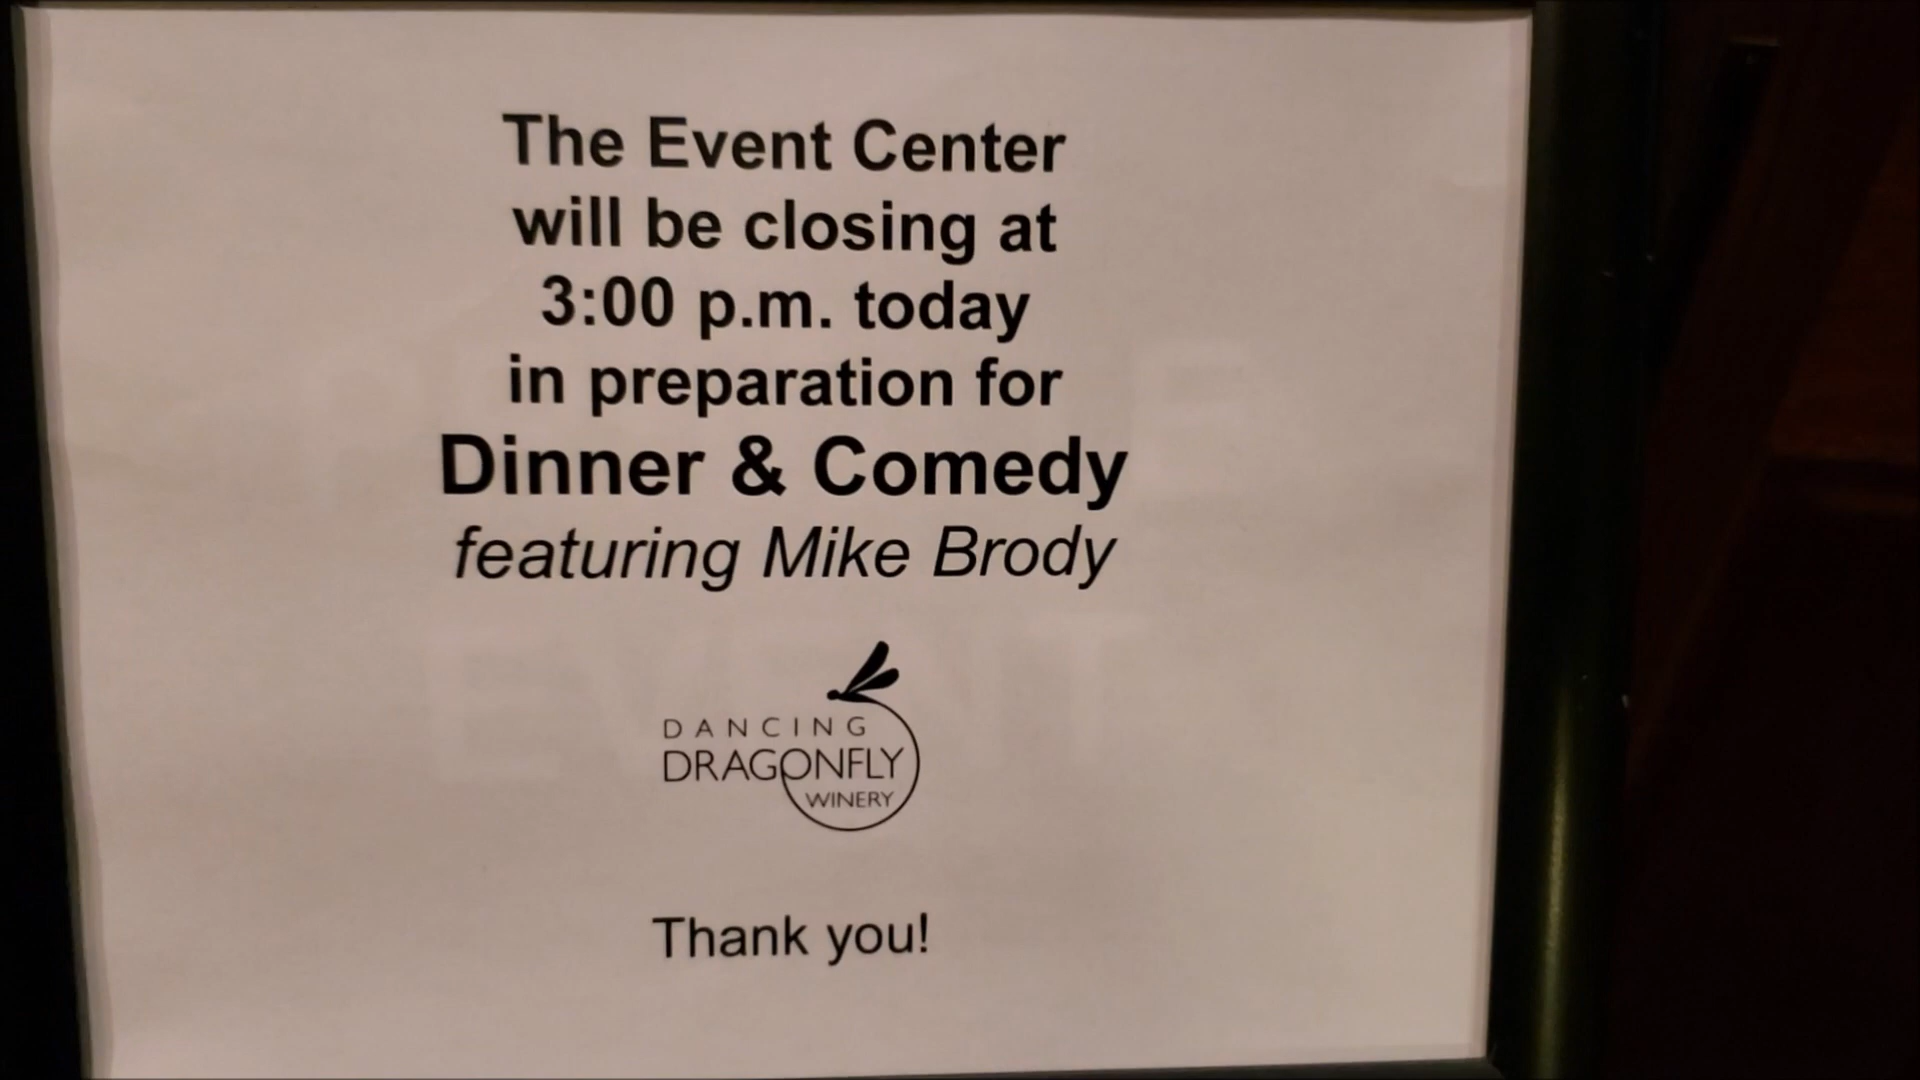 The Event Center
will be closing at
3:00 p.m. today
in preparation for
Dinner & Comedy
featuring Mike Brody
DANCING
DRAGONFLY
WINERY
Thank you!